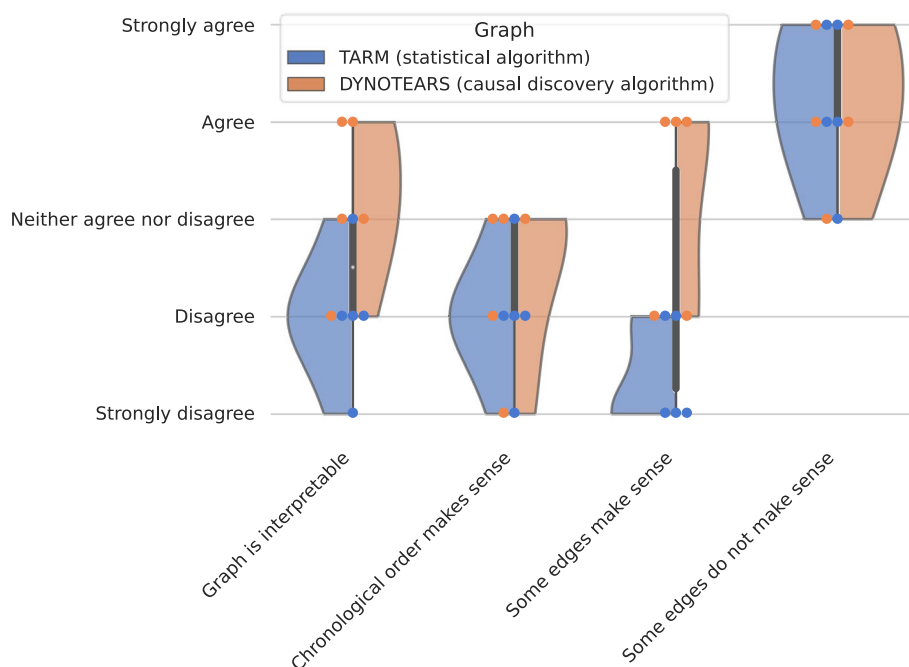 Graph
TARM (statistical algorithm)
DYNOTEARS (causal discovery algorithm)
Strongly agree
Agree
Neither agree nor disagree
Disagree
Strongly disagree
Graph is interpretable
Chronological order makes sense
Some edges make sense
Some edges do not make sense